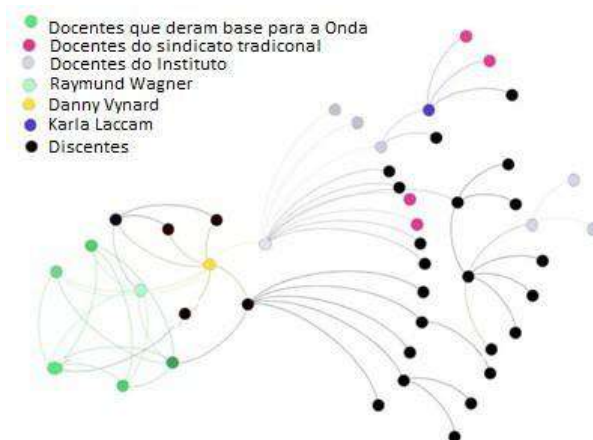 Docentes que deram base para a Onda
Docentes do sindicato tradiconal
Docentes do Instituto
Raymund Wagner
Danny Vynard
Karla Laccam
Discentes